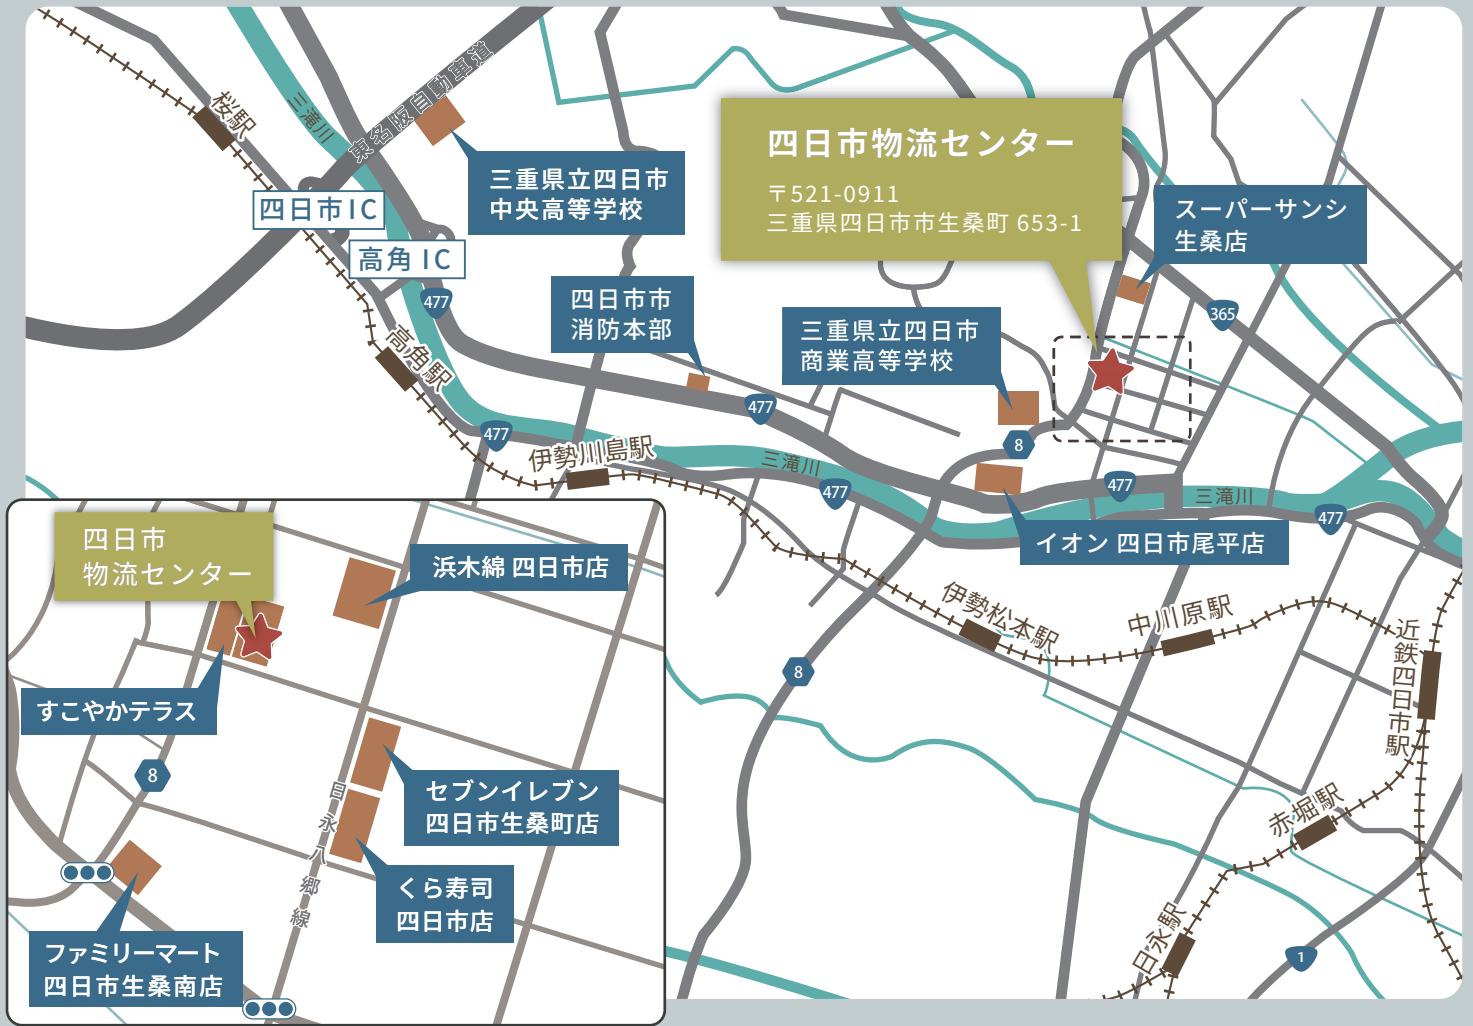 東名阪自動車道
桜駅
三滝川
三重県立四日市
中央高等学校
四日市物流センター
〒521-0911
三重県四日市市生桑町 653-1
スーパーサンシ
生桑店
四日市IC
高角 IC
477
四日市市
消防本部
三重県立四日市
商業高等学校
365
高角駅
477
477
8
伊勢川島駅
三滝川
477
477
三滝川
477
イオン 四日市尾平店
伊勢松本駅
中川原駅
近鉄四日市駅
8
赤堀駅
日永駅
1
四日市
物流センター
浜木綿 四日市店
すこやかテラス
8
日永八郷線
セブンイレブン
四日市生桑町店
くら寿司
四日市店
ファミリーマート
四日市生桑南店